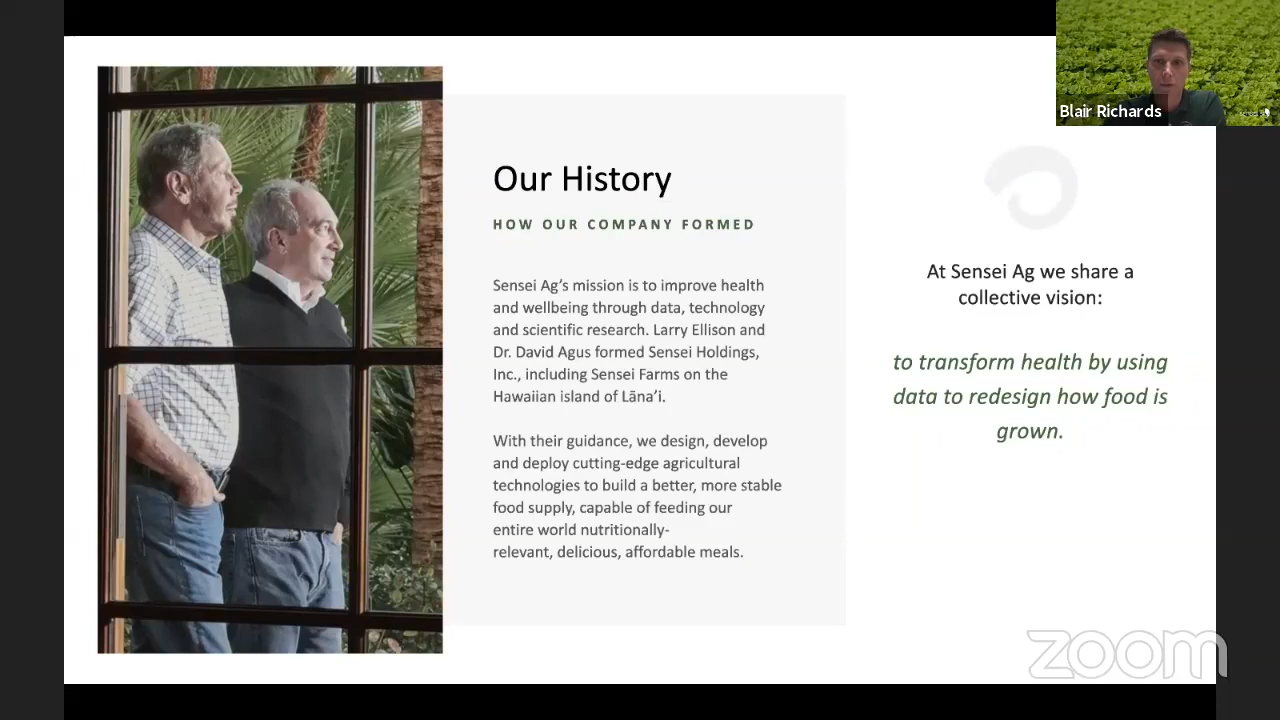 Blair Richards
Our History
HOW OUR COMPANY FORMED
Sensei Ag’s mission is to improve health
and wellbeing through data, technology
and scientific research. Larry Ellison and
Dr. David Agus formed Sensei Holdings,
Inc., including Sensei Farms on the
Hawaiian island of Lāna’i.
With their guidance, we design, develop
and deploy cutting-edge agricultural
technologies to build a better, more stable
food supply, capable of feeding our
entire world nutritionally-
relevant, delicious, affordable meals.
At Sensei Ag we share a
collective vision:
to transform health by using
data to redesign how food is
grown.
zoom